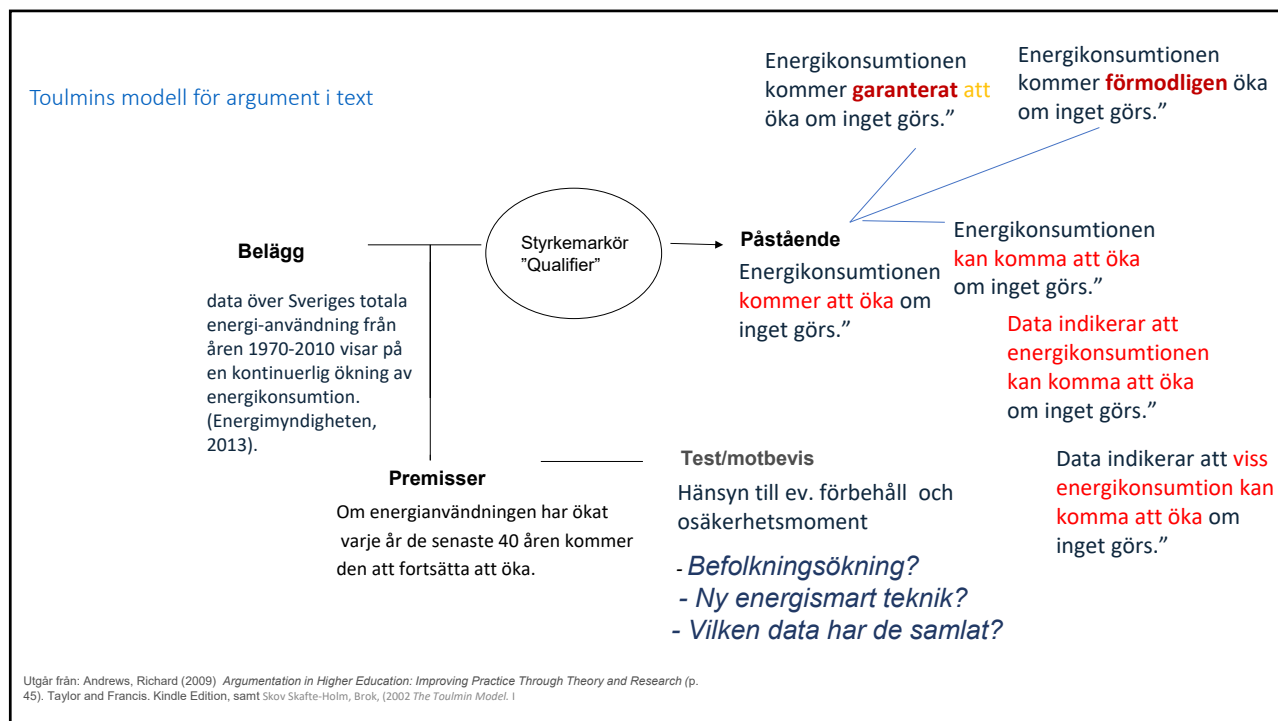 Toulmins modell för argument i text
Energikonsumtionen
kommer garanterat att
öka om inget görs.”
Energikonsumtionen
kommer förmodligen öka
om inget görs.”
Belägg
data över Sveriges totala
energi-användning från
åren 1970-2010 visar på
en kontinuerlig ökning av
energikonsumtion.
(Energimyndigheten,
2013).
Styrkemarkör
”Qualifier”
Påstående
Energikonsumtionen
kommer att öka om
inget görs.”
Energikonsumtionen
kan komma att öka
om inget görs.”
Data indikerar att
energikonsumtionen
kan komma att öka
om inget görs.”
Data indikerar att viss
energikonsumtion kan
komma att öka om
inget görs.”
Premisser
Om energianvändningen har ökat
varje år de senaste 40 åren kommer
den att fortsätta att öka.
Test/motbevis
Hänsyn till ev. förbehåll och
osäkerhetsmoment
- Befolkningsökning?
- Ny energismart teknik?
- Vilken data har de samlat?
Utgår från: Andrews, Richard (2009) Argumentation in Higher Education: Improving Practice Through Theory and Research (p.
45). Taylor and Francis. Kindle Edition, samt Skov Skafte-Holm, Brok, (2002 The Toulmin Model. I